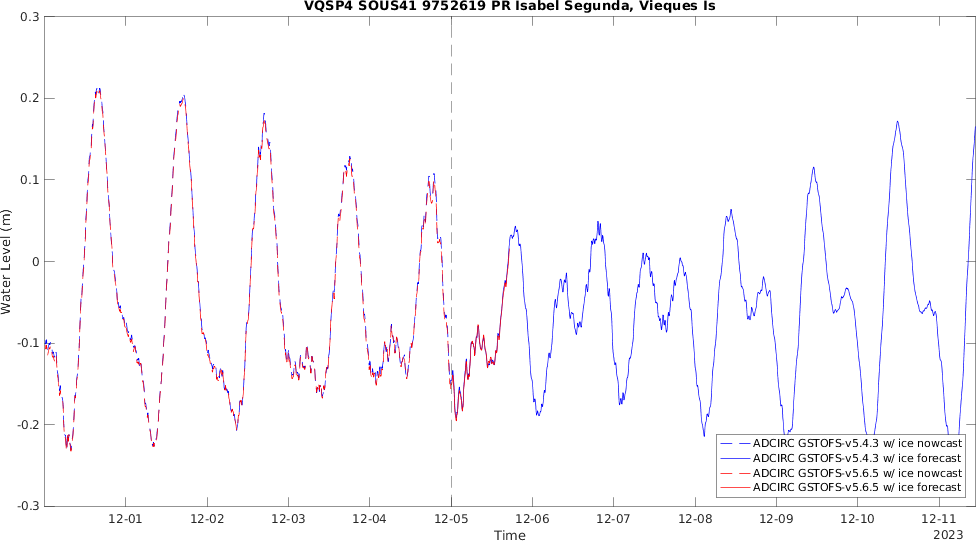 VQSP4 SOUS41 9752619 PR Isabel Segunda, Vieques Is
0.3
0.2
0.1
0
-0.1
-0.2
-0.3
Water Level (m)
12-01 12-02 12-03 12-04 12-05 12-06 12-07 12-08 12-09 12-10 12-11
Time
2023
ADCIRC GSTOFS-v5.4.3 w/ ice nowcast
ADCIRC GSTOFS-v5.4.3 w/ ice forecast
ADCIRC GSTOFS-v5.6.5 w/ ice nowcast
ADCIRC GSTOFS-v5.6.5 w/ ice forecast